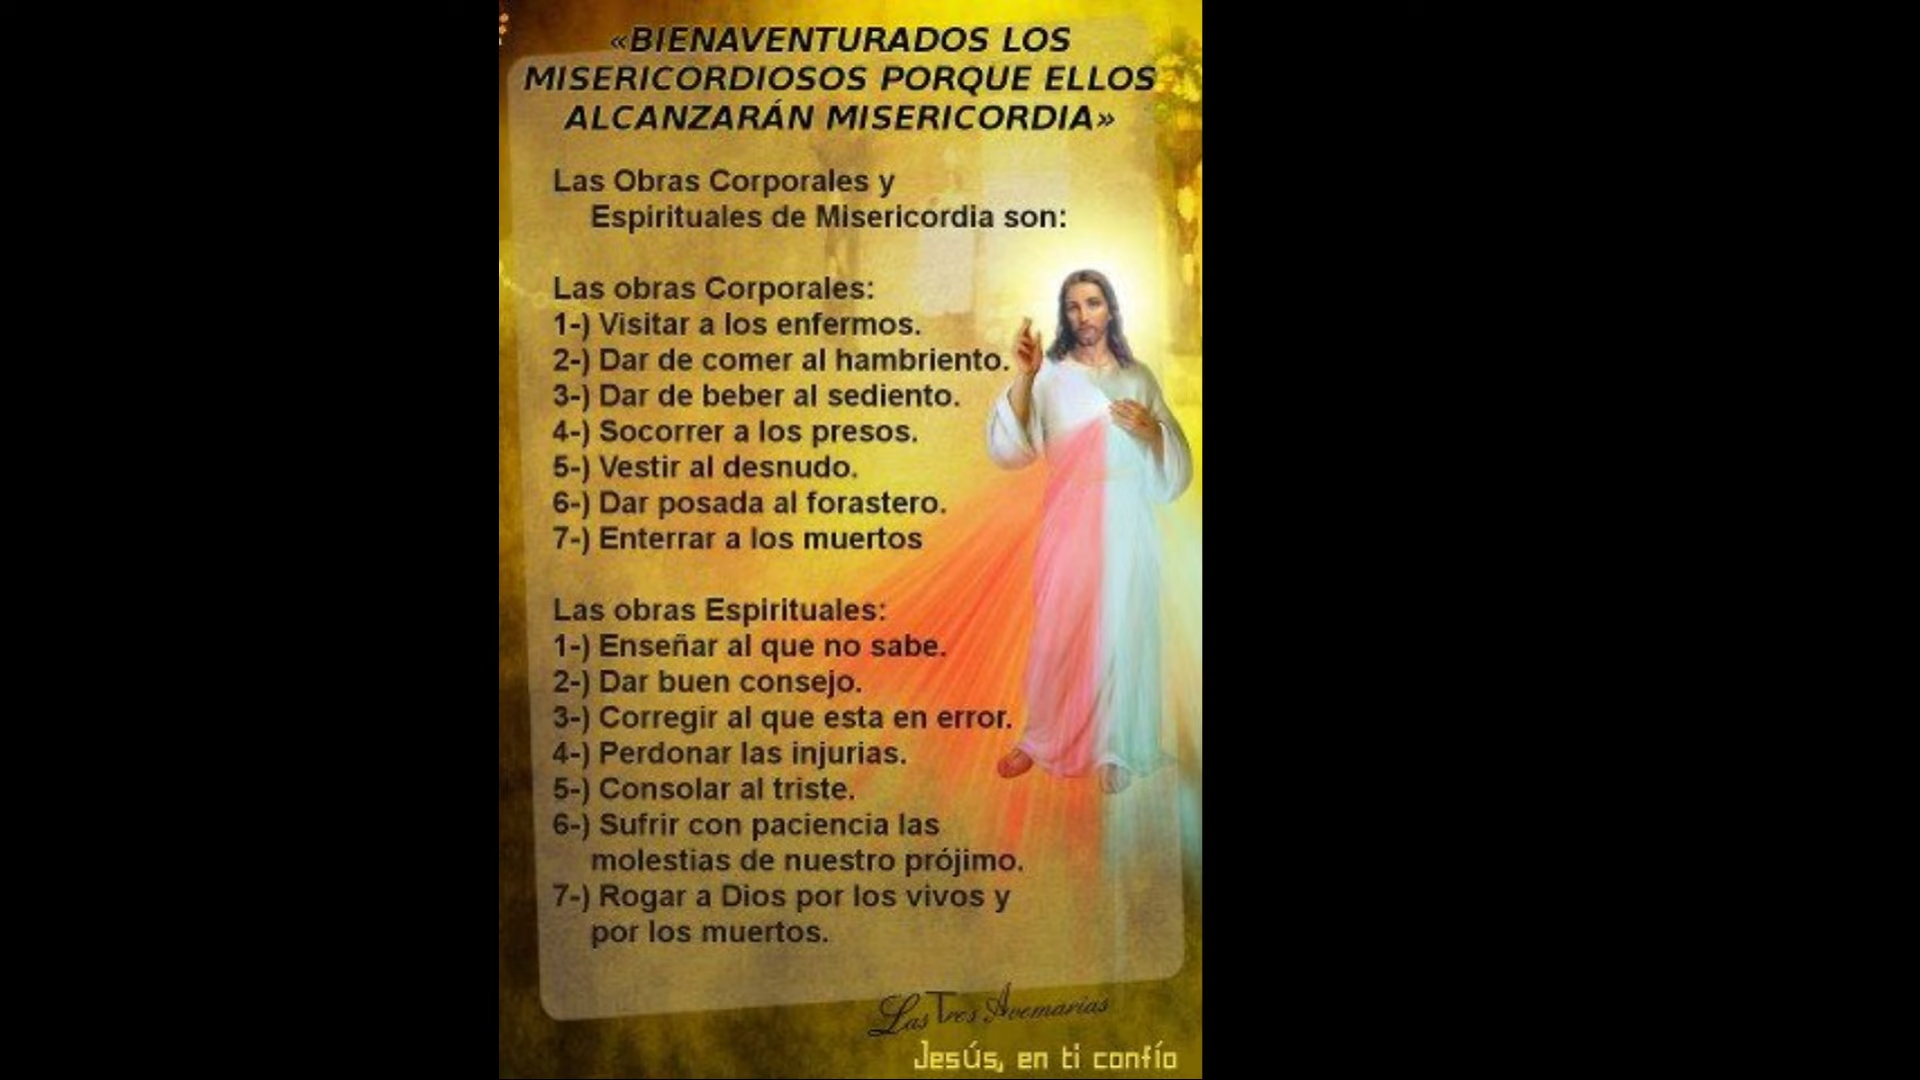 «BIENAVENTURADOS LOS
MISERICORDIOSOS PORQUE ELLOS
ALCANZARÁN MISERICORDIA»
Las Obras Corporales y
Espirituales de Misericordia son:
Las obras Corporales:
1-) Visitar a los enfermos.
2-) Dar de comer al hambriento.
3-) Dar de beber al sediento.
4-) Socorrer a los presos.
5-) Vestir al desnudo.
6-) Dar posada al forastero.
7-) Enterrar a los muertos
Las obras Espirituales:
1-) Enseñar al que no sabe.
2-) Dar buen consejo.
3-) Corregir al que esta en error.
4-) Perdonar las injurias.
5-) Consolar al triste.
6-) Sufrir con paciencia las
molestias de nuestro prójimo.
7-) Rogar a Dios por los vivos y
por los muertos.
Las Tres Avemarias
Jesús, en ti confío